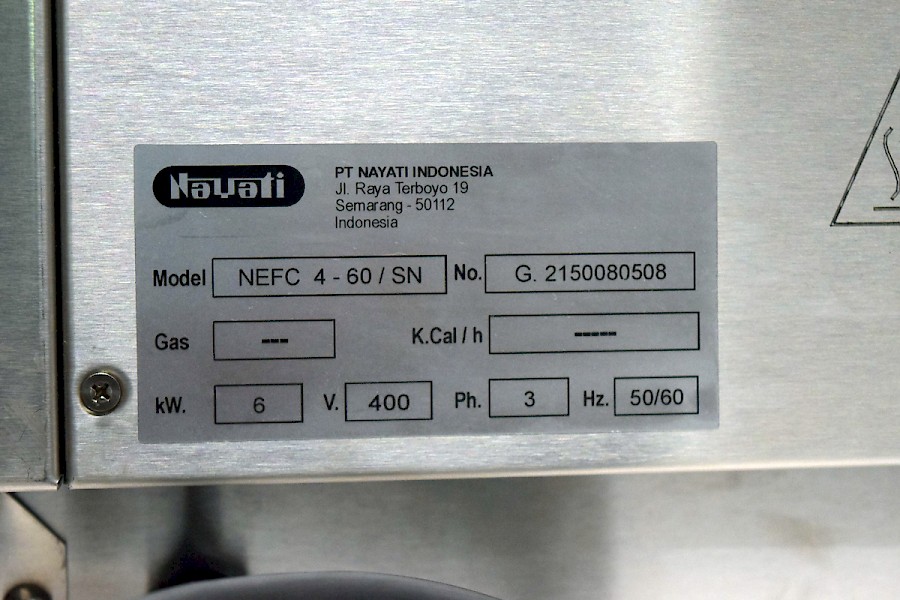 Nayati
PT NAYATI INDONESIA
Jl. Raya Terboyo 19
Semarang - 50112
Indonesia
Model NEFC 4 - 60 / SN No. G. 2150080508
Gas --- K.Cal / h -----
kW. 6 V. 400 Ph. 3 Hz. 50/60